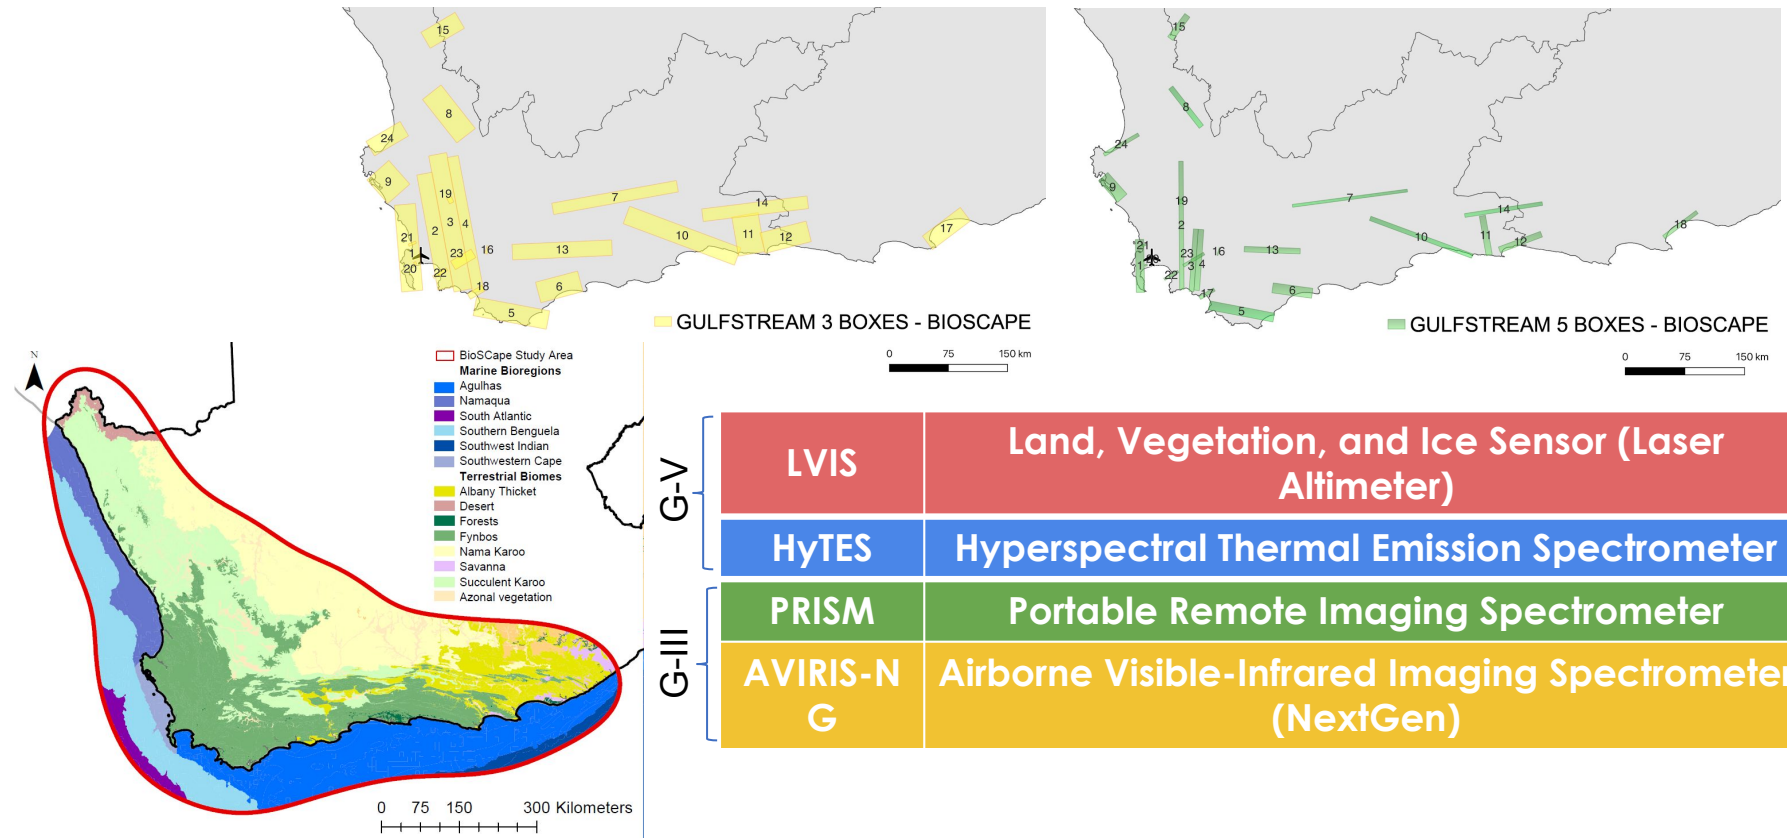 15
8
24
9
7
19
14
21
2
3
4
10
11
12
17
1
23
16
13
20
22
18
6
5
GULFSTREAM 3 BOXES - BIOSCAPE
0 75 150 km
15
8
24
9
7
19
14
18
2
10
11
12
21
23
16
13
1
3
4
22
17
6
5
GULFSTREAM 5 BOXES - BIOSCAPE
0 75 150 km
N
BioSCape Study Area
Marine Bioregions
Agulhas
Namaqua
South Atlantic
Southern Benguela
Southwest Indian
Southwestern Cape
Terrestrial Biomes
Albany Thicket
Desert
Forests
Fynbos
Nama Karoo
Savanna
Succulent Karoo
Azonal vegetation
0 75 150 300 Kilometers
G-V
LVIS
Land, Vegetation, and Ice Sensor (Laser
Altimeter)
HyTES
Hyperspectral Thermal Emission Spectrometer
G-III
PRISM
Portable Remote Imaging Spectrometer
AVIRIS-N
G
Airborne Visible-Infrared Imaging Spectrometer
(NextGen)